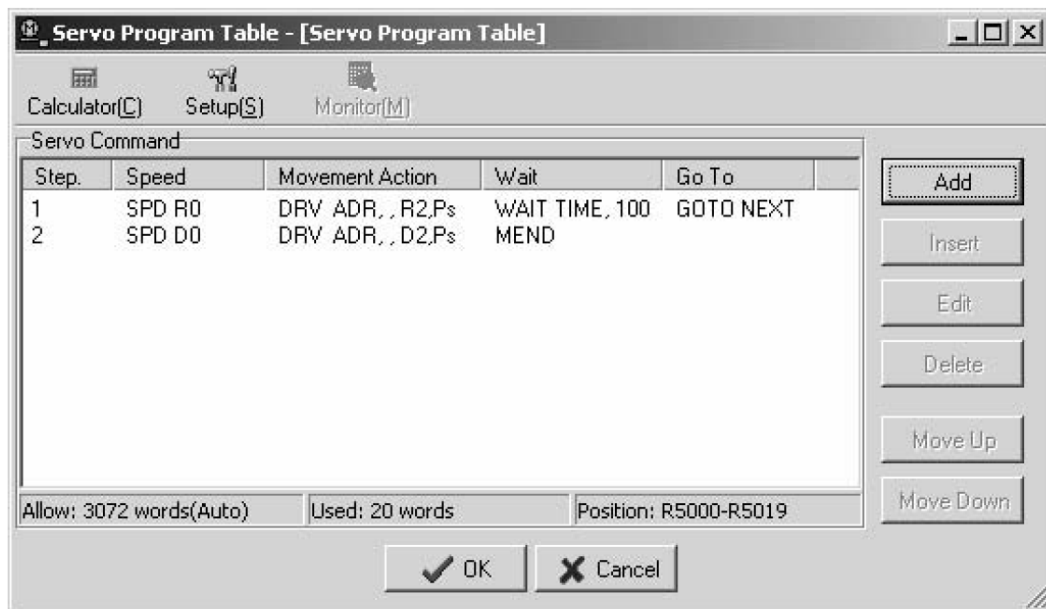 Servo Program Table - [Servo Program Table]
Calculator(C) Setup(S) Monitor(M)
Servo Command
Step. Speed Movement Action Wait Go To
1 SPD R0 DRV ADR, , R2,Ps WAIT TIME, 100 GOTO NEXT
2 SPD D0 DRV ADR, , D2,Ps MEND
Add
Insert
Edit
Delete
Move Up
Move Down
Allow: 3072 words(Auto) Used: 20 words Position: R5000-R5019
OK Cancel